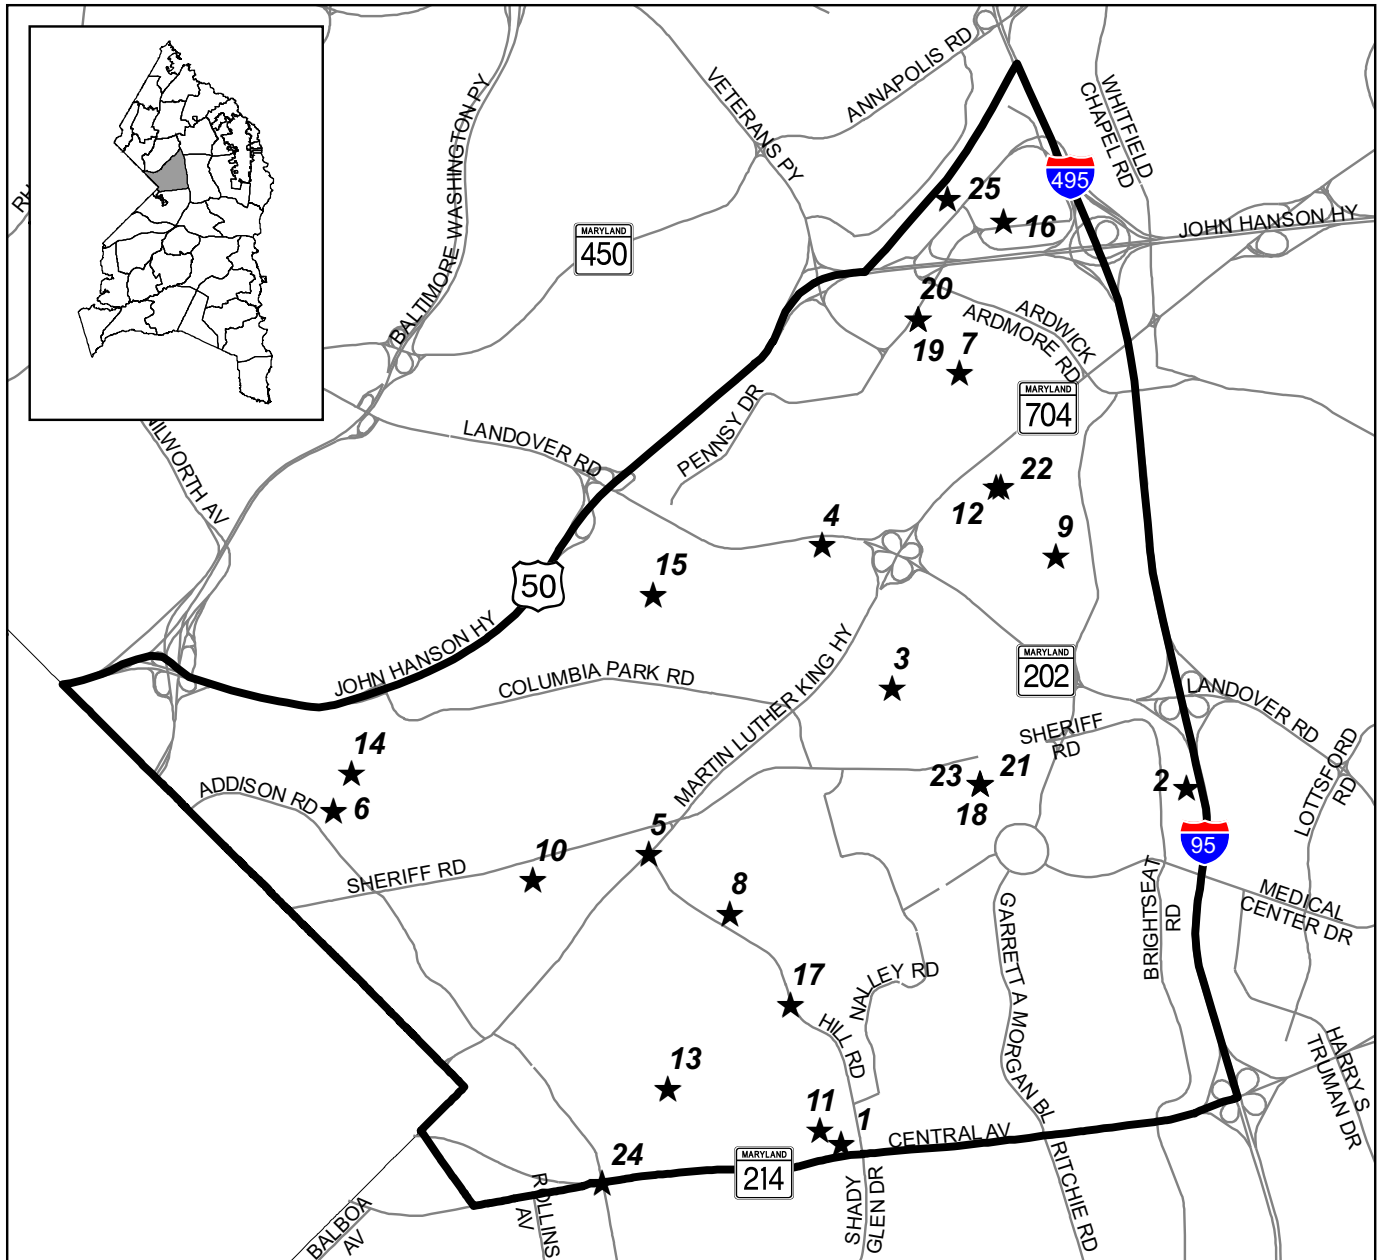 ANNAPOLIS RD
VETERANS PY
WHITFIELD
CHAPEL RD
BALTIMORE WASHINGTON PY
495
25
16
JOHN HANSON HY
MARYLAND
450
20
ARDWICK
ARDMORE RD
19
7
MARYLAND
704
PENNSY DR
LANDOVER RD
22
12
4
9
15
50
JOHN HANSON HY
COLUMBIA PARK RD
MARTIN LUTHER KING HY
3
MARYLAND
202
LANDOVER RD
SHERIFF
RD
LOTTSFORD
RD
14
ADDISON RD
6
23
21
18
2
5
95
10
SHERIFF RD
8
MEDICAL
CENTER DR
BRIGHTSEAT
RD
GARRETT A MORGAN BL
17
NALLEY RD
HILL RD
13
HARRY S
TRUMAN DR
11
1
CENTRAL AV
24
MARYLAND
214
ROLLINS
AV
BALBOA
AV
SHADY
GLEN DR
RITCHIE RD